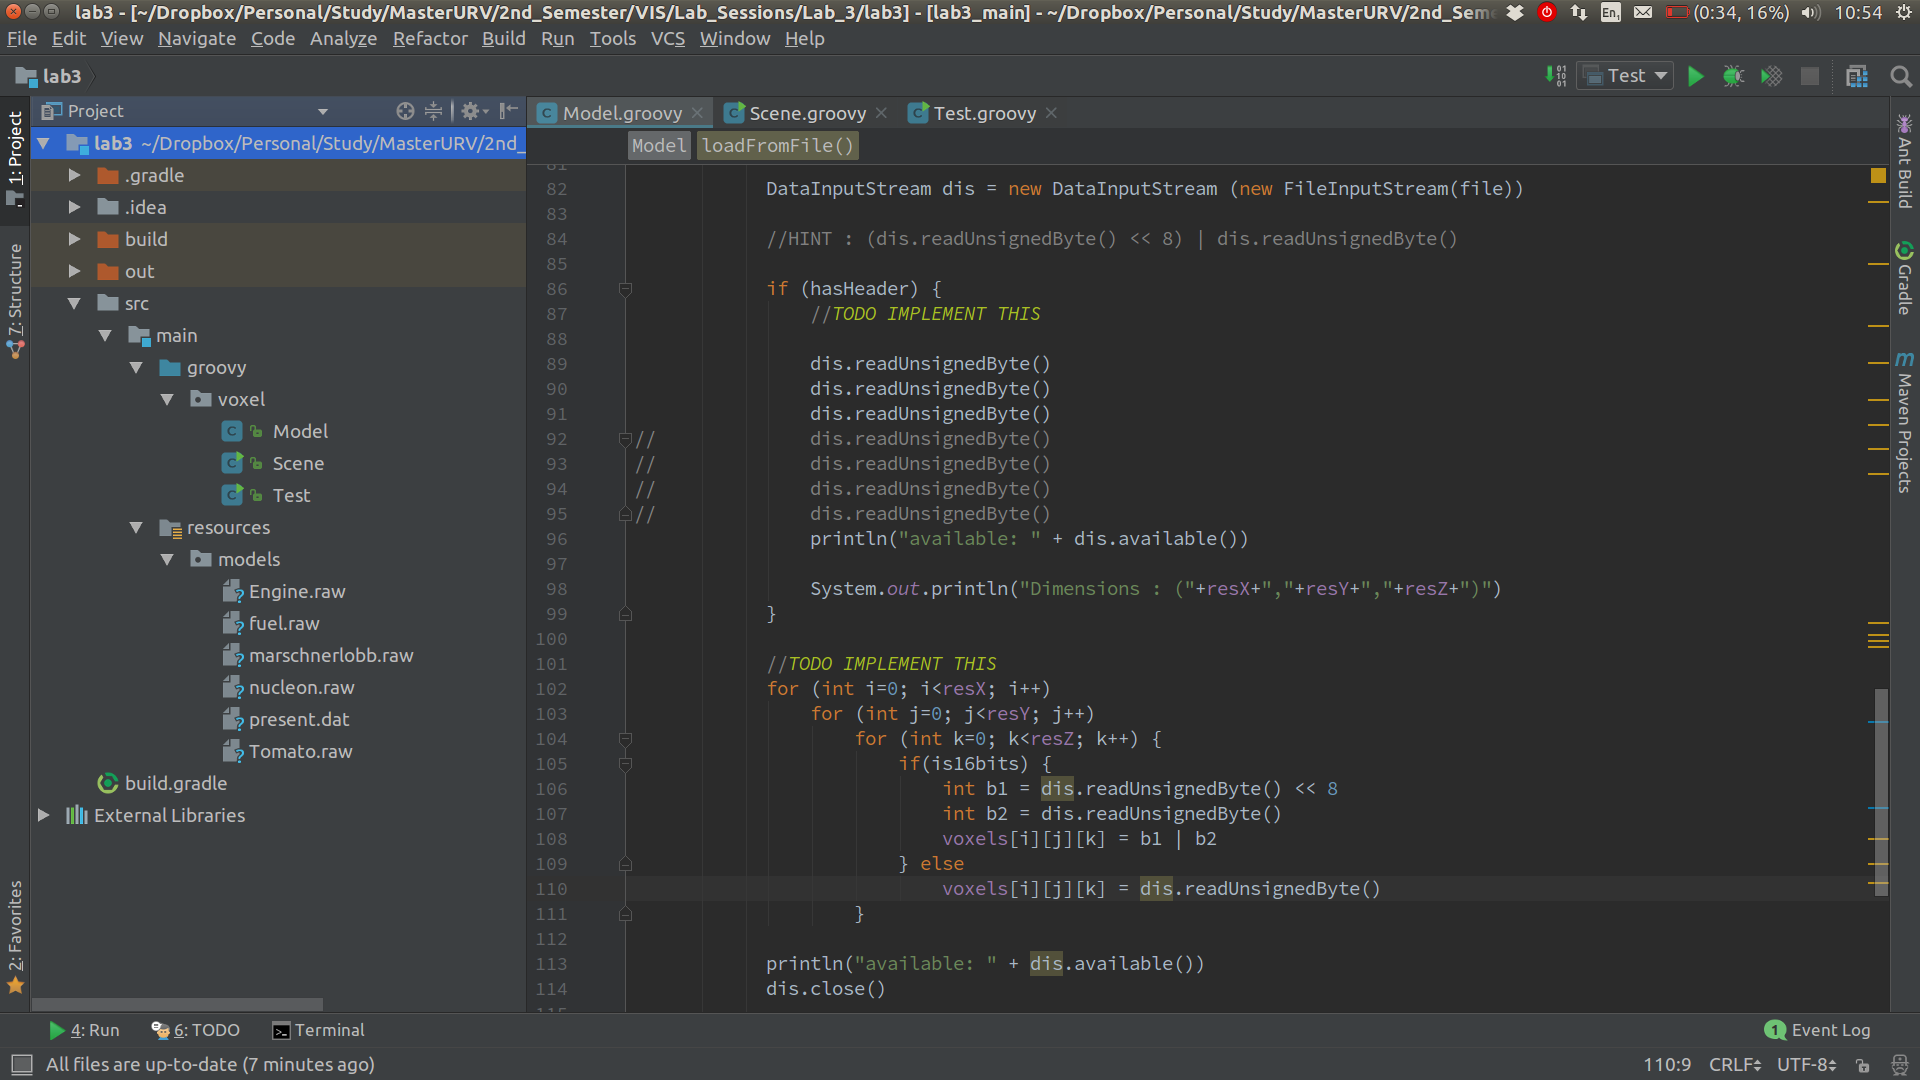 lab3 - [~/Dropbox/Personal/Study/MasterURV/2nd_Semester/VIS/Lab_Sessions/Lab_3/lab3] - [lab3_main] - ~/Dropbox/Personal/Study/MasterURV/2nd_Seme
En1 (0:34, 16%) 10:54
File Edit View Navigate Code Analyze Refactor Build Run Tools VCS Window Help
lab3
Test
Project
Model.groovy Scene.groovy Test.groovy
Model loadFromFile()
1: Project
7: Structure
2: Favorites
lab3 ~/Dropbox/Personal/Study/MasterURV/2nd_
.gradle
.idea
build
out
src
main
groovy
voxel
Model
Scene
Test
resources
models
Engine.raw
fuel.raw
marschnerlobb.raw
nucleon.raw
present.dat
Tomato.raw
build.gradle
External Libraries
81
82 DataInputStream dis = new DataInputStream (new FileInputStream(file))
83
84 //HINT : (dis.readUnsignedByte() << 8) | dis.readUnsignedByte()
85
86 if (hasHeader) {
87 //TODO IMPLEMENT THIS
88
89 dis.readUnsignedByte()
90 dis.readUnsignedByte()
91 dis.readUnsignedByte()
92 // dis.readUnsignedByte()
93 // dis.readUnsignedByte()
94 // dis.readUnsignedByte()
95 // dis.readUnsignedByte()
96 println("available: " + dis.available())
97
98 System.out.println("Dimensions : ("+resX+","+resY+","+resZ+")")
99 }
100
101 //TODO IMPLEMENT THIS
102 for (int i=0; i<resX; i++)
103 for (int j=0; j<resY; j++)
104 for (int k=0; k<resZ; k++) {
105 if(is16bits) {
106 int b1 = dis.readUnsignedByte() << 8
107 int b2 = dis.readUnsignedByte()
108 voxels[i][j][k] = b1 | b2
109 } else
110 voxels[i][j][k] = dis.readUnsignedByte()
111 }
112
113 println("available: " + dis.available())
114 dis.close()
115
Ant Build
Gradle
Maven Projects
4: Run 6: TODO Terminal
1 Event Log
All files are up-to-date (7 minutes ago)
110:9 CRLF UTF-8